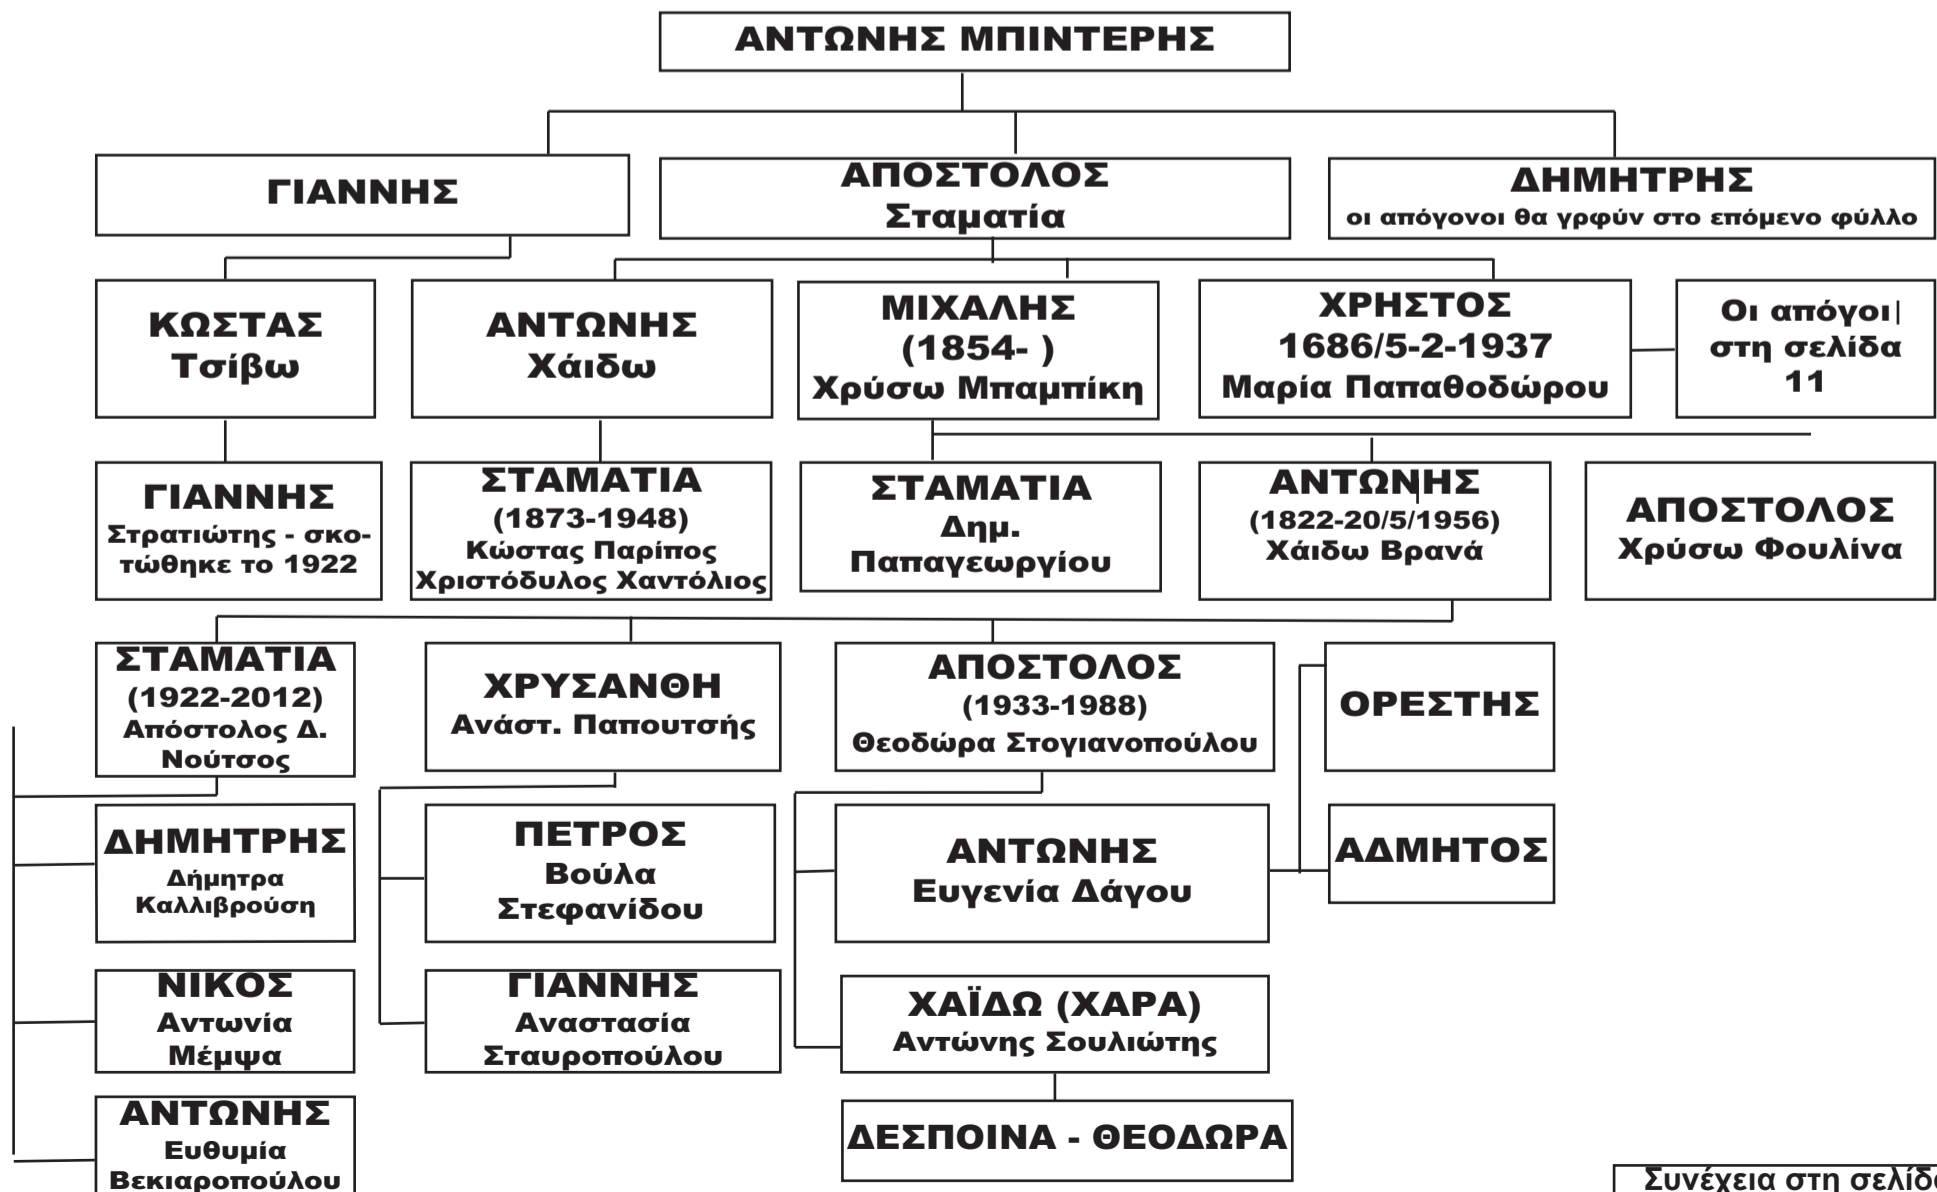 ΑΝΤΩΝΗΣ ΜΠΙΝΤΕΡΗΣ
ΓΙΑΝΝΗΣ
ΑΠΟΣΤΟΛΟΣ
Σταματία
ΔΗΜΗΤΡΗΣ
οι απόγονοι θα γρφύν στο επόμενο φύλλο
ΚΩΣΤΑΣ
Τσίβω
ΑΝΤΩΝΗΣ
Χάιδω
ΜΙΧΑΛΗΣ
(1854- )
Χρύσω Μπαμπίκη
ΧΡΗΣΤΟΣ
1686/5-2-1937
Μαρία Παπαθοδώρου
Οι απόγοι|
στη σελίδα
11
ΓΙΑΝΝΗΣ
Στρατιώτης - σκο-
τώθηκε το 1922
ΣΤΑΜΑΤΙΑ
(1873-1948)
Κώστας Παρίπος
Χριστόδυλος Χαντόλιος
ΣΤΑΜΑΤΙΑ
Δημ.
Παπαγεωργίου
ΑΝΤΩΝΗΣ
(1822-20/5/1956)
Χάιδω Βρανά
ΑΠΟΣΤΟΛΟΣ
Χρύσω Φουλίνα
ΣΤΑΜΑΤΙΑ
(1922-2012)
Απόστολος Δ.
Νούτσος
ΧΡΥΣΑΝΘΗ
Ανάστ. Παπουτσής
ΑΠΟΣΤΟΛΟΣ
(1933-1988)
Θεοδώρα Στογιανοπούλου
ΟΡΕΣΤΗΣ
ΔΗΜΗΤΡΗΣ
Δήμητρα
Καλλιβρούση
ΠΕΤΡΟΣ
Βούλα
Στεφανίδου
ΑΝΤΩΝΗΣ
Ευγενία Δάγου
ΑΔΜΗΤΟΣ
ΝΙΚΟΣ
Αντωνία
Μέμψα
ΓΙΑΝΝΗΣ
Αναστασία
Σταυροπούλου
ΧΑΪΔΩ (ΧΑΡΑ)
Αντώνης Σουλιώτης
ΑΝΤΩΝΗΣ
Ευθυμία
Βεκιαροπούλου
ΔΕΣΠΟΙΝΑ - ΘΕΟΔΩΡΑ
Συνέχεια στη σελίδα